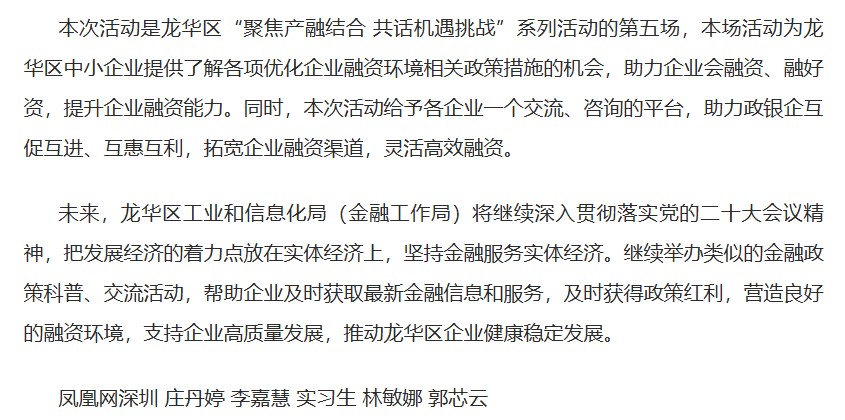 本次活动是龙华区“聚焦产融结合 共话机遇挑战”系列活动的第五场，本场活动为龙
华区中小企业提供了解各项优化企业融资环境相关政策措施的机会，助力企业会融资、融好
资，提升企业融资能力。同时，本次活动给予各企业一个交流、咨询的平台，助力政银企互
促互进、互惠互利，拓宽企业融资渠道，灵活高效融资。
未来，龙华区工业和信息化局（金融工作局）将继续深入贯彻落实党的二十大会议精
神，把发展经济的着力点放在实体经济上，坚持金融服务实体经济。继续举办类似的金融政
策科普、交流活动，帮助企业及时获取最新金融信息和服务，及时获得政策红利，营造良好
的融资环境，支持企业高质量发展，推动龙华区企业健康稳定发展。
凤凰网深圳 庄丹婷 李嘉慧 实习生 林敏娜 郭芯云